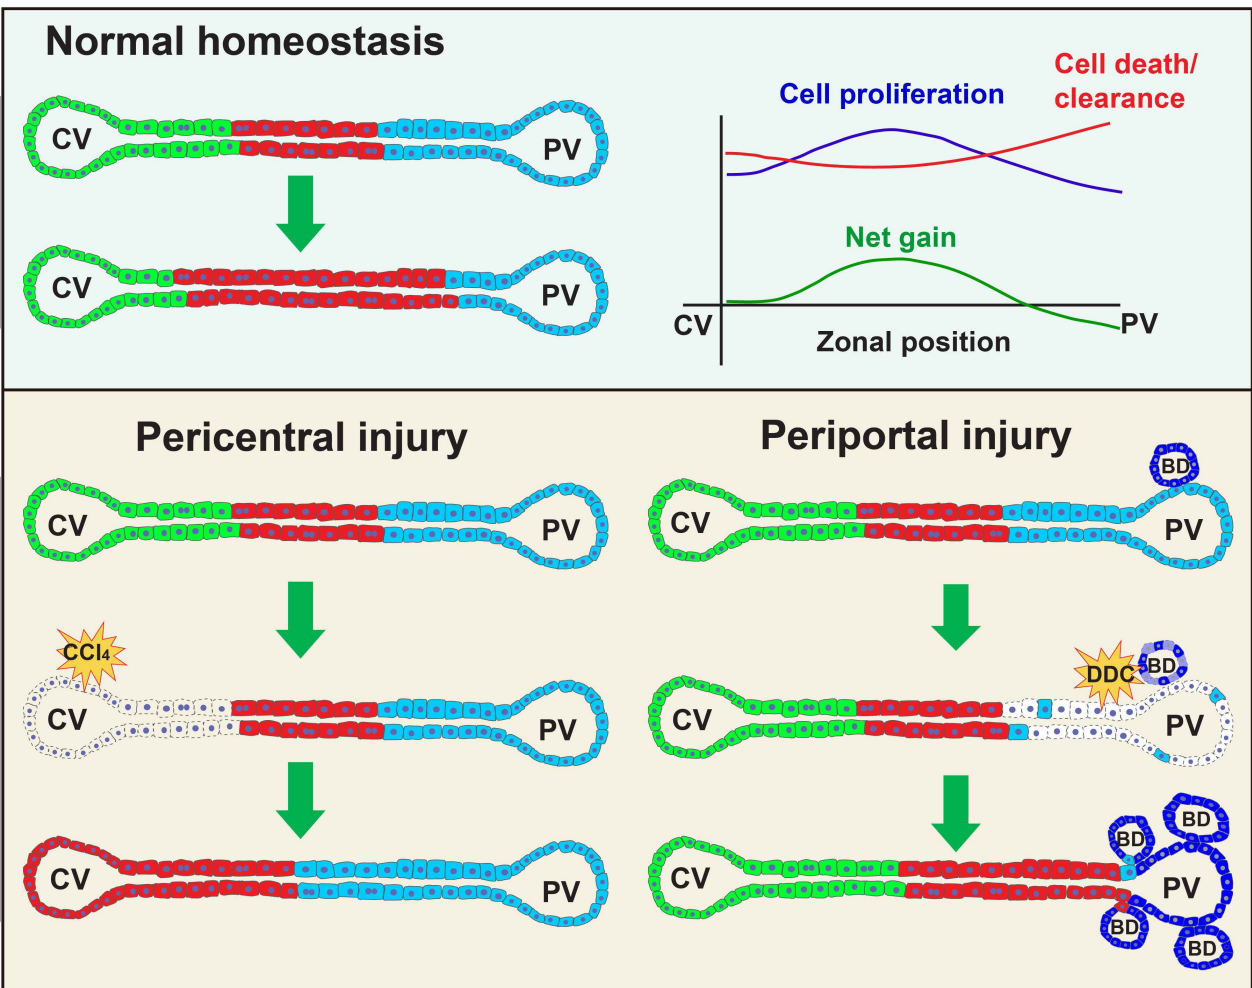 Normal homeostasis
CV
PV
CV
PV
Cell proliferation
Cell death/
clearance
Net gain
CV
PV
Zonal position
Pericentral injury
CV
PV
CCl₄
CV
PV
CV
PV
Periportal injury
BD
CV
PV
DDC
BD
CV
PV
BD
BD
CV
PV
BD
BD